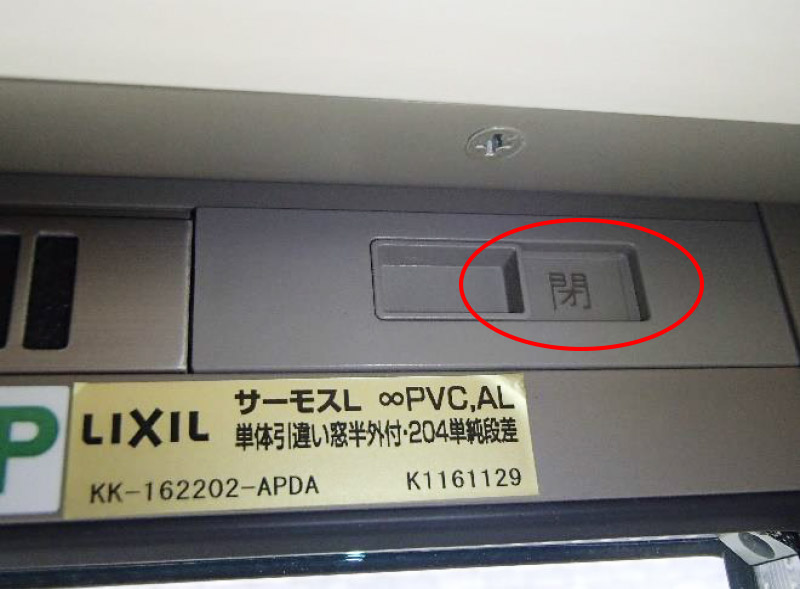 閉
P
LIXIL
サーモスL ∞PVC,AL
単体引違い窓半外付・204単純段差
KK-162202-APDA K1161129